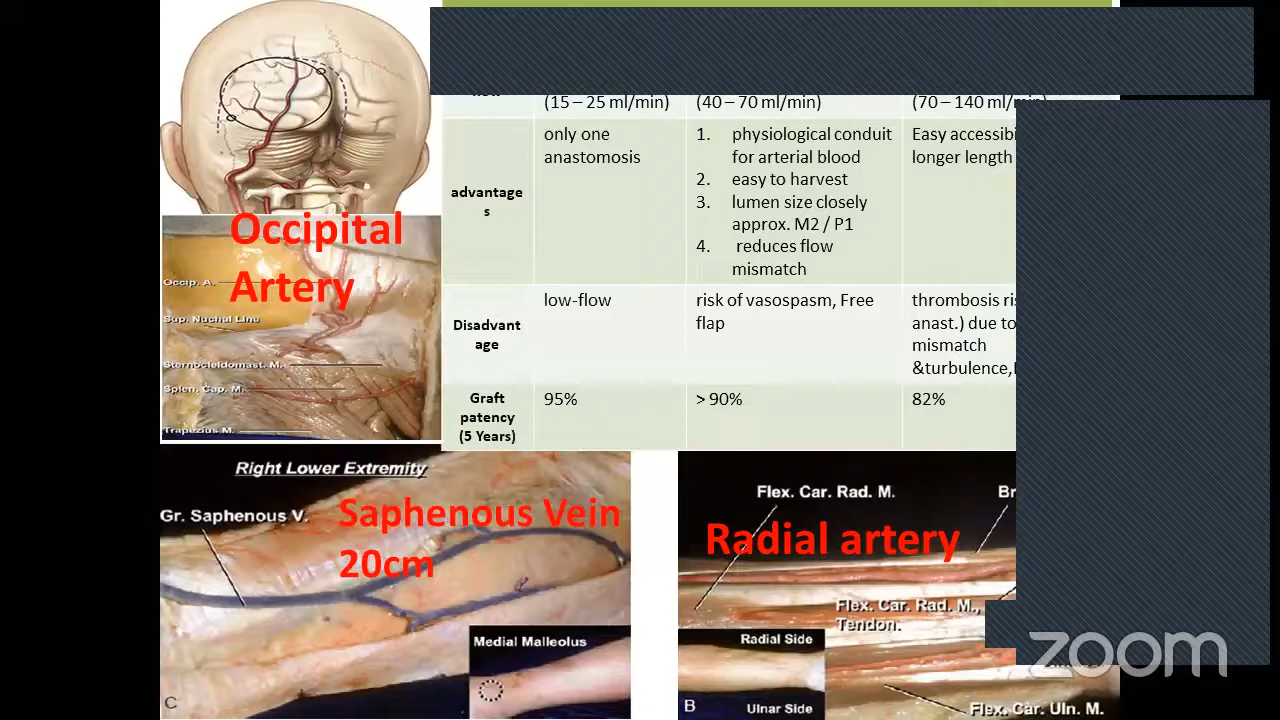 (15 – 25 ml/min)
(40 – 70 ml/min)
(70 – 140 ml/min)
advantage
s
only one
anastomosis
1. physiological conduit
for arterial blood
2. easy to harvest
3. lumen size closely
approx. M2 / P1
4. reduces flow
mismatch
longer length
Easy
Disadvant
age
low-flow
risk of vasospasm, Free
flap
thrombosis
anast.) due to
mismatch
&turbulence,
Graft
patency
(5 Years)
95%
> 90%
82%
Occipital
Artery
Occip. A.
Sup. Nuchal Line
Sternocleidomast. M.
Splen. Cap. M.
Trapezius M.
Right Lower Extremity
Gr. Saphenous V.
Saphenous Vein
20cm
Medial Malleolus
C
Flex. Car. Rad. M.
Br
Radial artery
Flex. Car. Rad. M.,
Tendon.
Radial Side
Ulnar Side
B
Flex. Car. Uln. M.
zoom